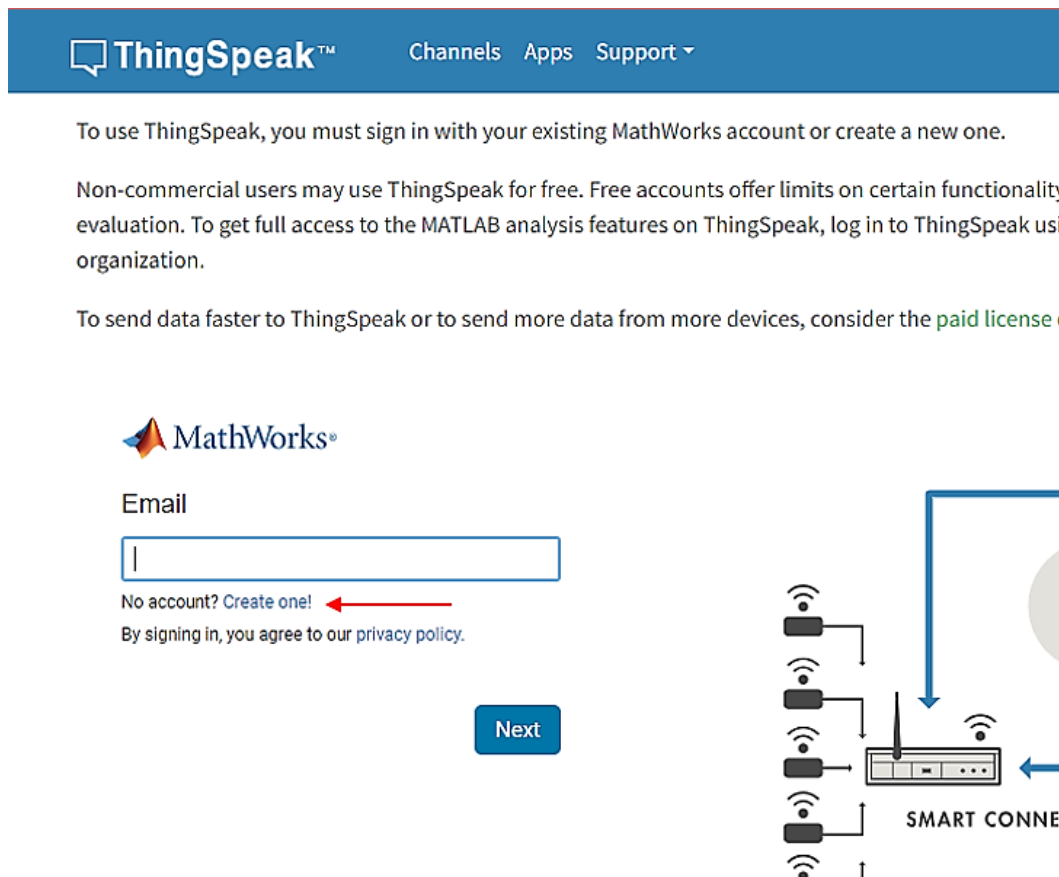 ThingSpeak™ Channels Apps Support
To use ThingSpeak, you must sign in with your existing MathWorks account or create a new one.
Non-commercial users may use ThingSpeak for free. Free accounts offer limits on certain functionality
evaluation. To get full access to the MATLAB analysis features on ThingSpeak, log in to ThingSpeak
organization.
To send data faster to ThingSpeak or to send more data from more devices, consider the paid license
MathWorks®
Email
No account? Create one!
By signing in, you agree to our privacy policy.
Next
SMART